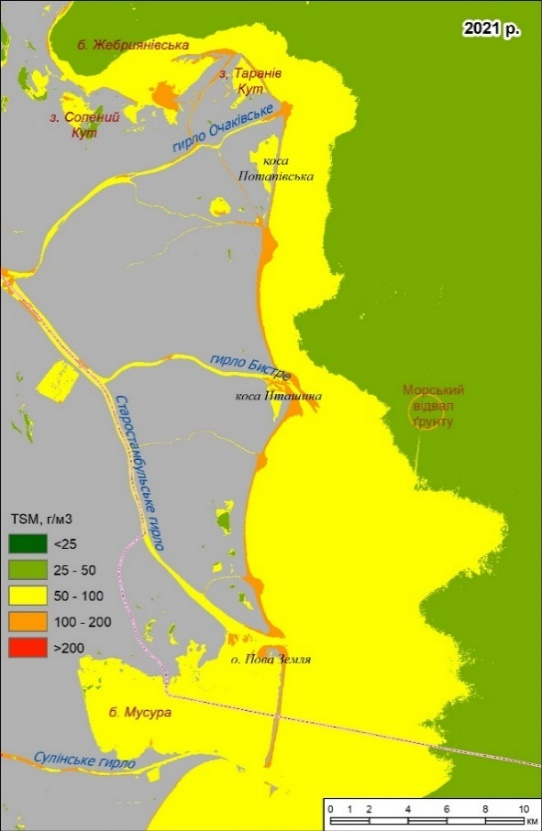 2021 р.
б. Жебриянівська
з. Таранів
Кут
з. Солений
Кут
гирло Очаківське
коса
Потапівська
гирло Бистре
коса Пташина
Морський
відвал
ґрунту
Старостамбульське гирло
TSM, г/м3
<25
25 - 50
50 - 100
100 - 200
>200
о. Нова Земля
б. Мусура
Сулінське гирло
0 1 2 4 6 8 10
км